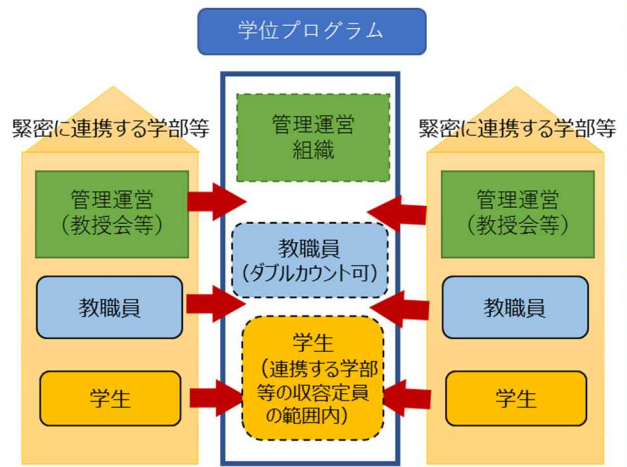 学位プログラム
緊密に連携する学部等
管理運営
（教授会等）
教職員
学生
管理運営
組織
教職員
（ダブルカウント可）
学生
（連携する学部
等の収容定員
の範囲内）
緊密に連携する学部等
管理運営
（教授会等）
教職員
学生